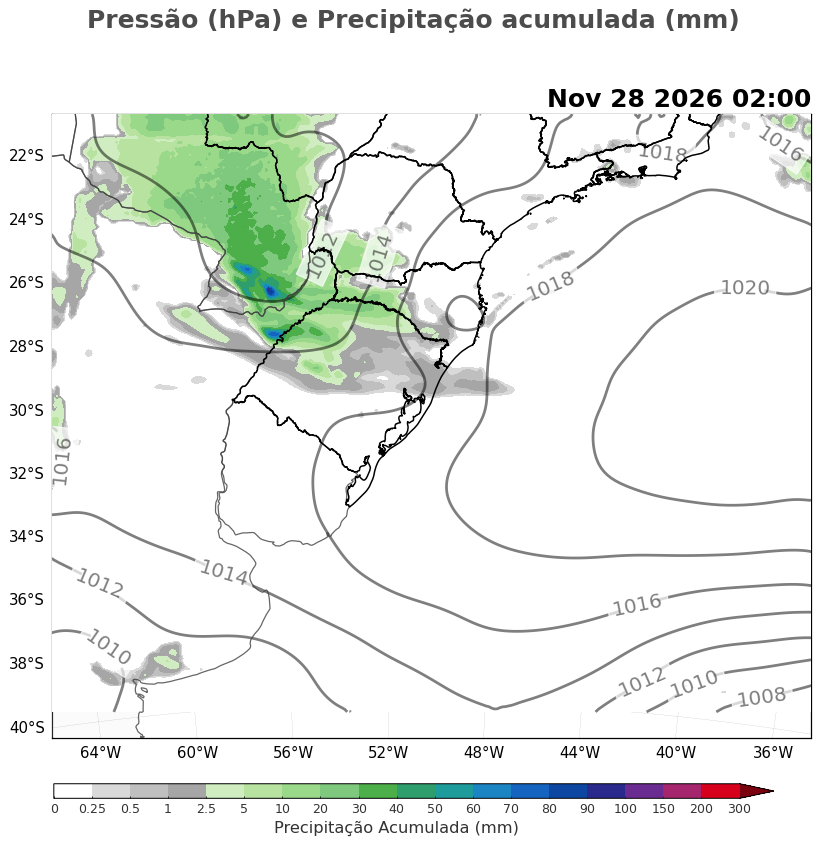 Pressão (hPa) e Precipitação acumulada (mm)
Nov 28 2026 02:00
22°S
24°S
26°S
28°S
30°S
32°S
34°S
36°S
38°S
40°S
1018
1016
1012
1014
1018
1020
1016
1014
1012
1010
1016
1012
1010
1008
64°W 60°W 56°W 52°W 48°W 44°W 40°W 36°W
0 0.25 0.5 1 2.5 5 10 20 30 40 50 60 70 80 90 100 150 200 300
Precipitação Acumulada (mm)